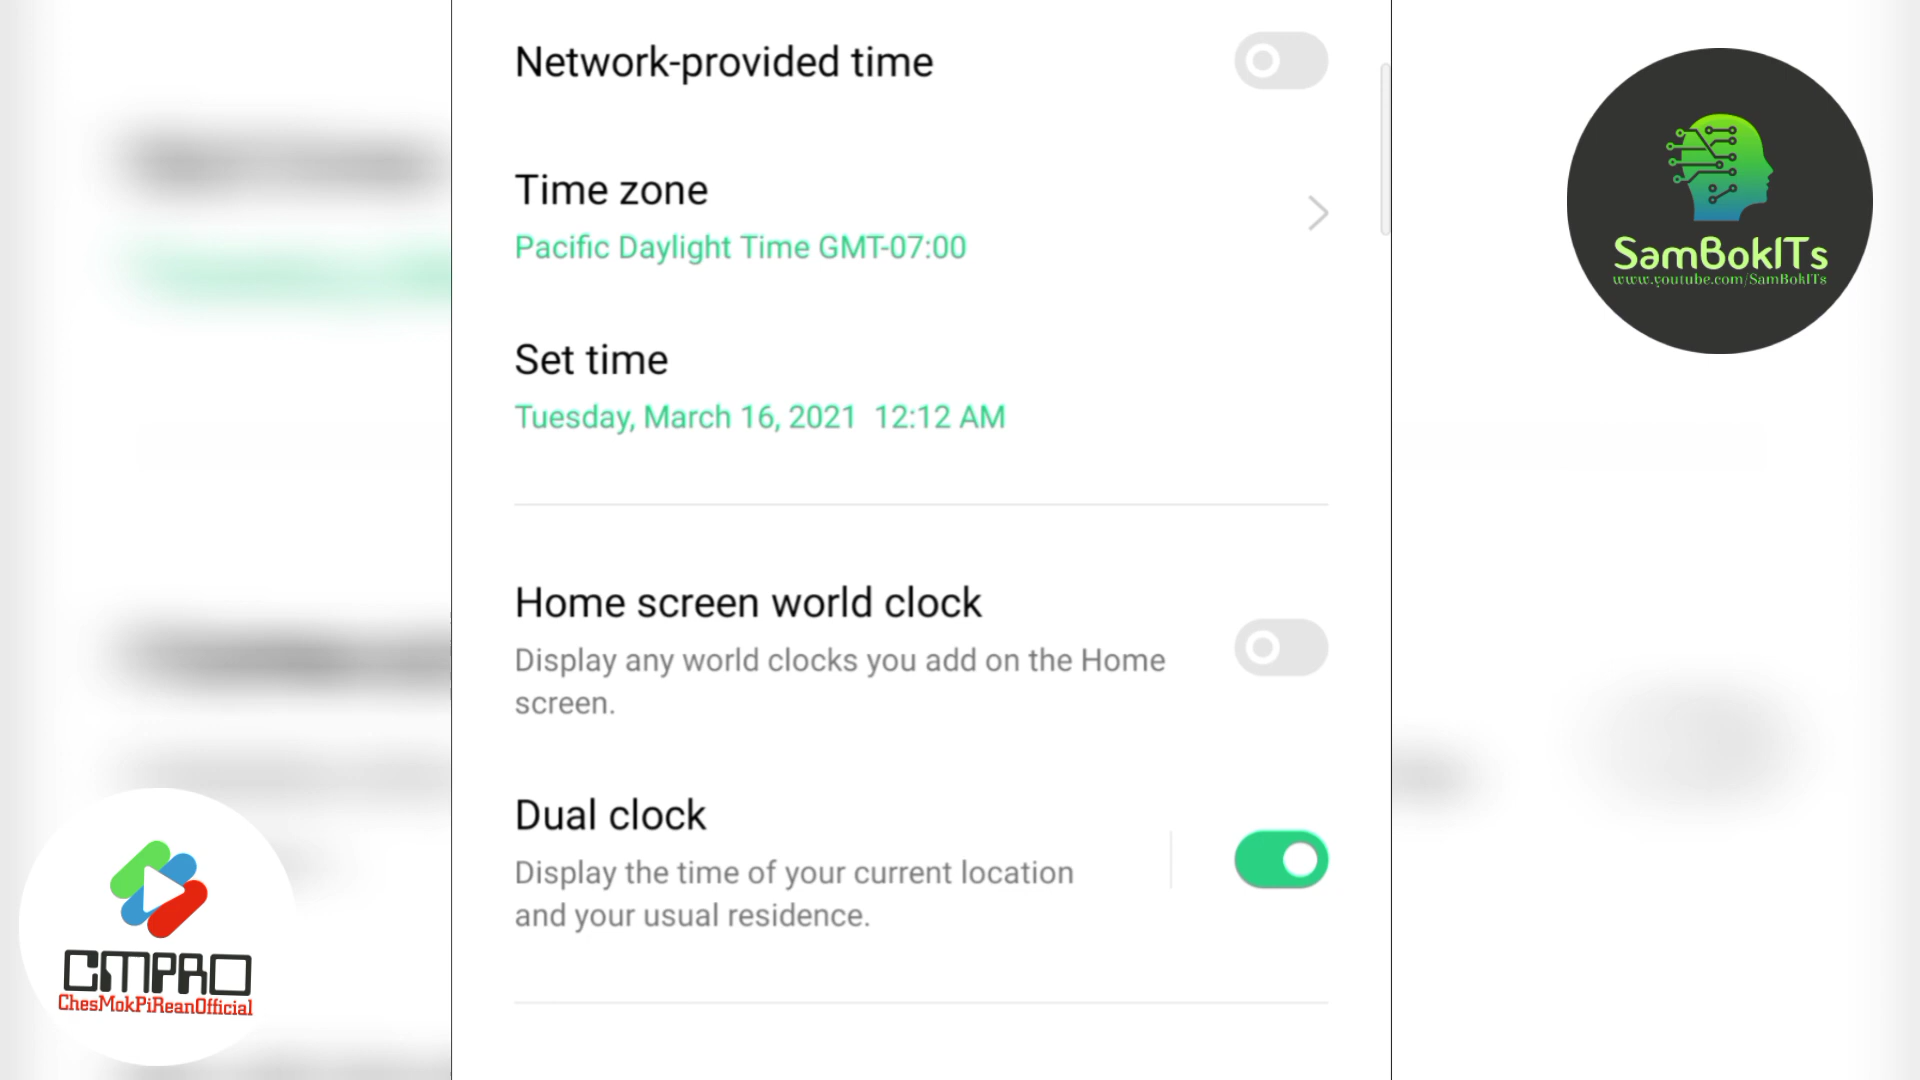 Network-provided time
Time zone
Pacific Daylight Time GMT-07:00
Set time
Tuesday, March 16, 2021 12:12 AM
Home screen world clock
Display any world clocks you add on the Home
screen.
Dual clock
Display the time of your current location
and your usual residence.
SamBokITs
www.youtube.com/SamBokITs
CMPRO
ChesMokPiReanOfficial